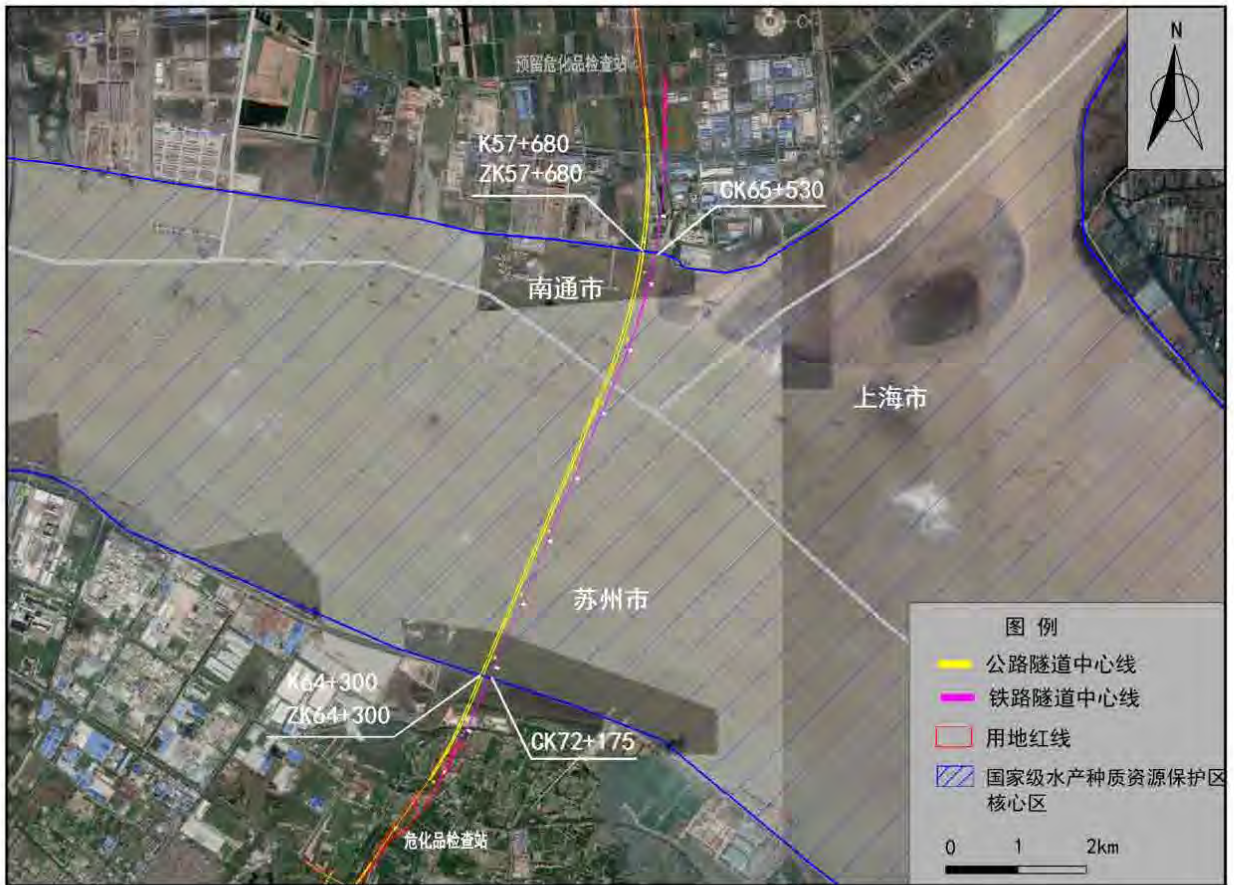 N
预留危化品检查站
K57+680
ZK57+680
CK65+530
南通市
上海市
苏州市
K64+300
ZK64+300
CK72+175
危化品检查站
图 例
公路隧道中心线
铁路隧道中心线
用地红线
国家级水产种质资源保护区
核心区
0 1 2km